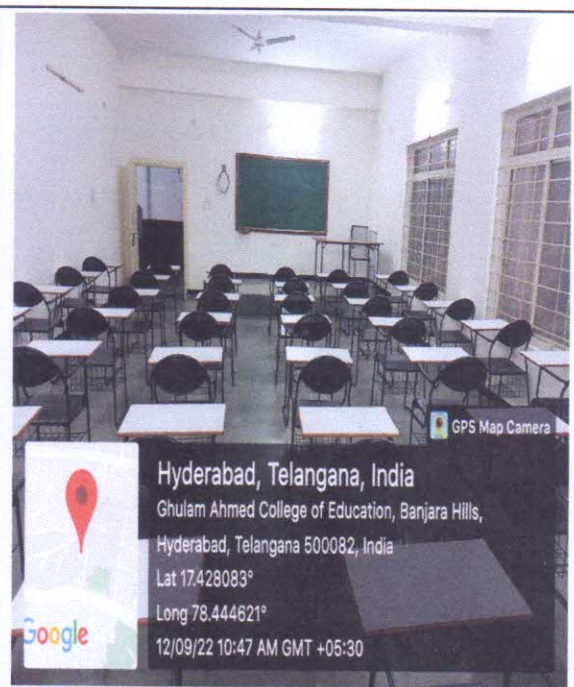 GPS Map Camera
Hyderabad, Telangana, India
Ghulam Ahmed College of Education, Banjara Hills,
Hyderabad, Telangana 500082, India
Lat 17.428083°
Long 78.444621°
12/09/22 10:47 AM GMT +05:30
Google